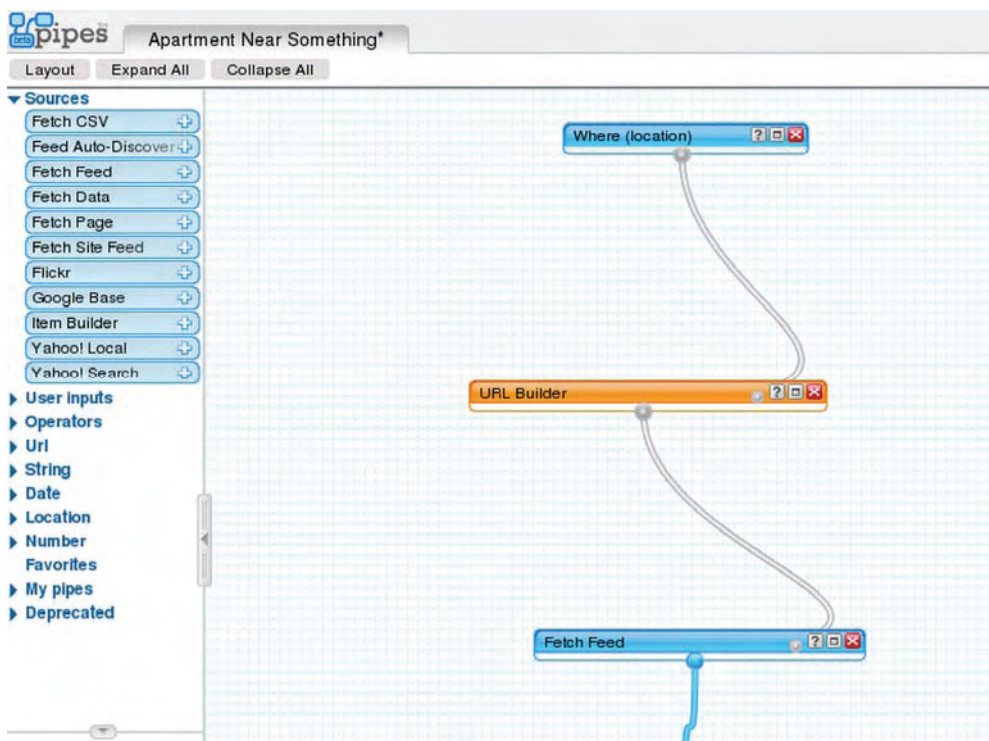 pipes
beta
Apartment Near Something*
Layout Expand All Collapse All
Sources
Fetch CSV
Feed Auto-Discover
Fetch Feed
Fetch Data
Fetch Page
Fetch Site Feed
Flickr
Google Base
Item Builder
Yahoo! Local
Yahoo! Search
User inputs
Operators
Url
String
Date
Location
Number
Favorites
My pipes
Deprecated
Where (location) ?
URL Builder ?
Fetch Feed ?